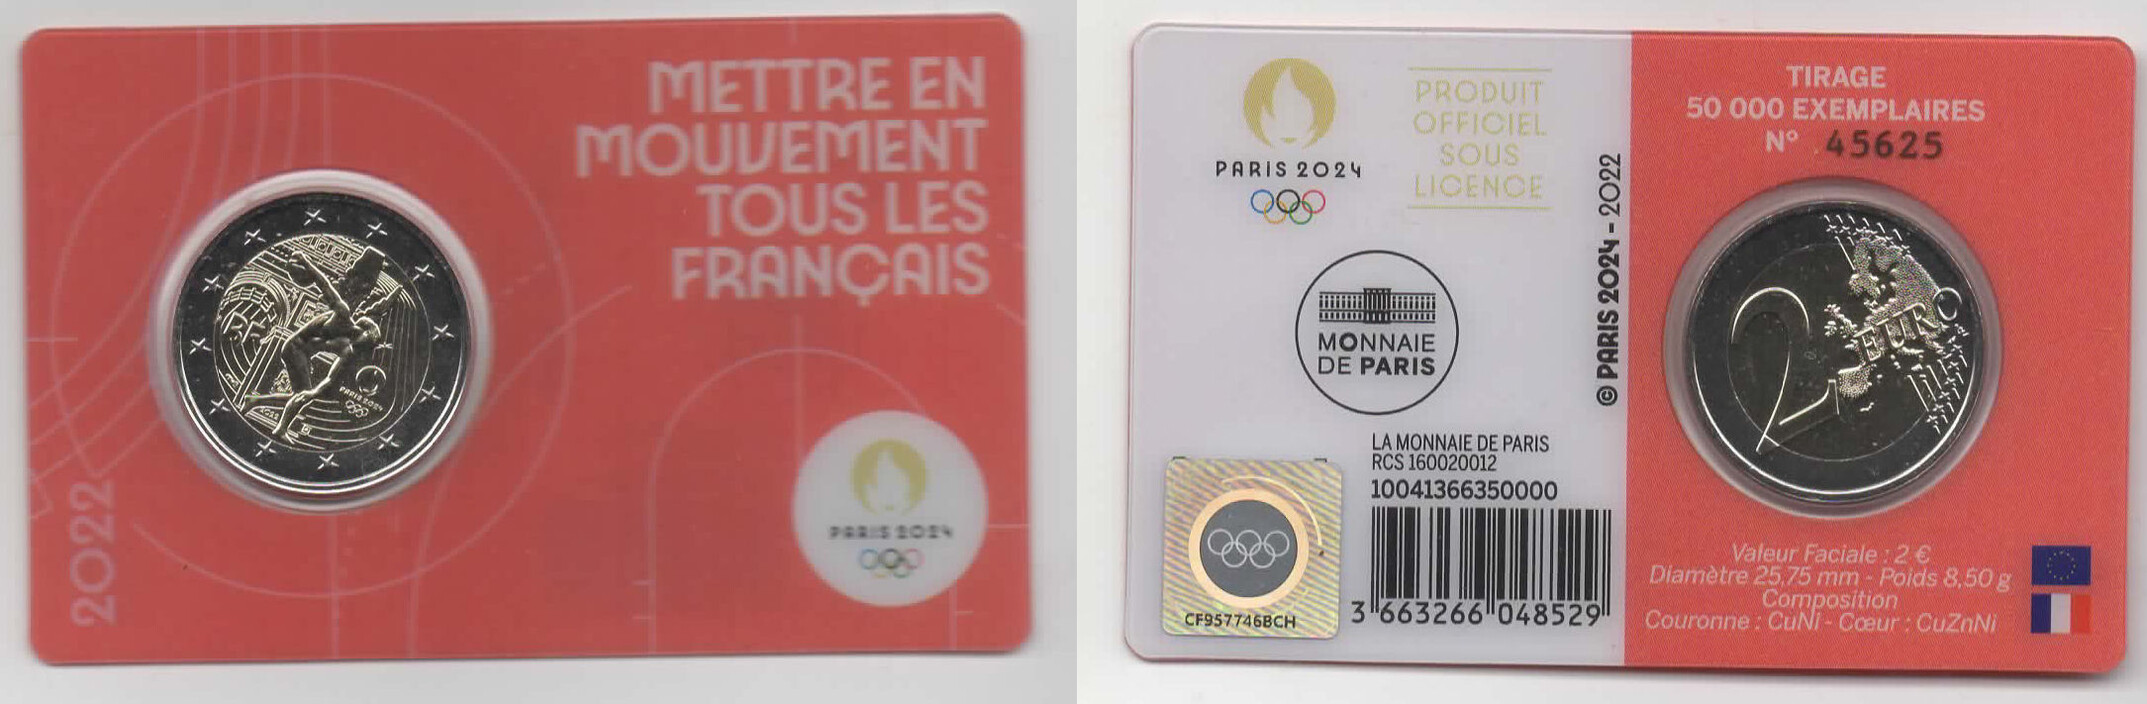 METTRE EN
MOUVEMENT
TOUS LES
FRANÇAIS
2022
RF
PARIS 2024
2022
PARIS 2024
PARIS 2024
PRODUIT
OFFICIEL
SOUS
LICENCE
MONNAIE
DE PARIS
© PARIS 2024 - 2022
LA MONNAIE DE PARIS
RCS 160020012
10041366350000
3 663266 048529
CF957746BCH
TIRAGE
50 000 EXEMPLAIRES
N° 45625
2 EURO
Valeur Faciale : 2 €
Diamètre 25,75 mm - Poids 8,50 g
Composition
Couronne : CuNi - Cœur : CuZnNi